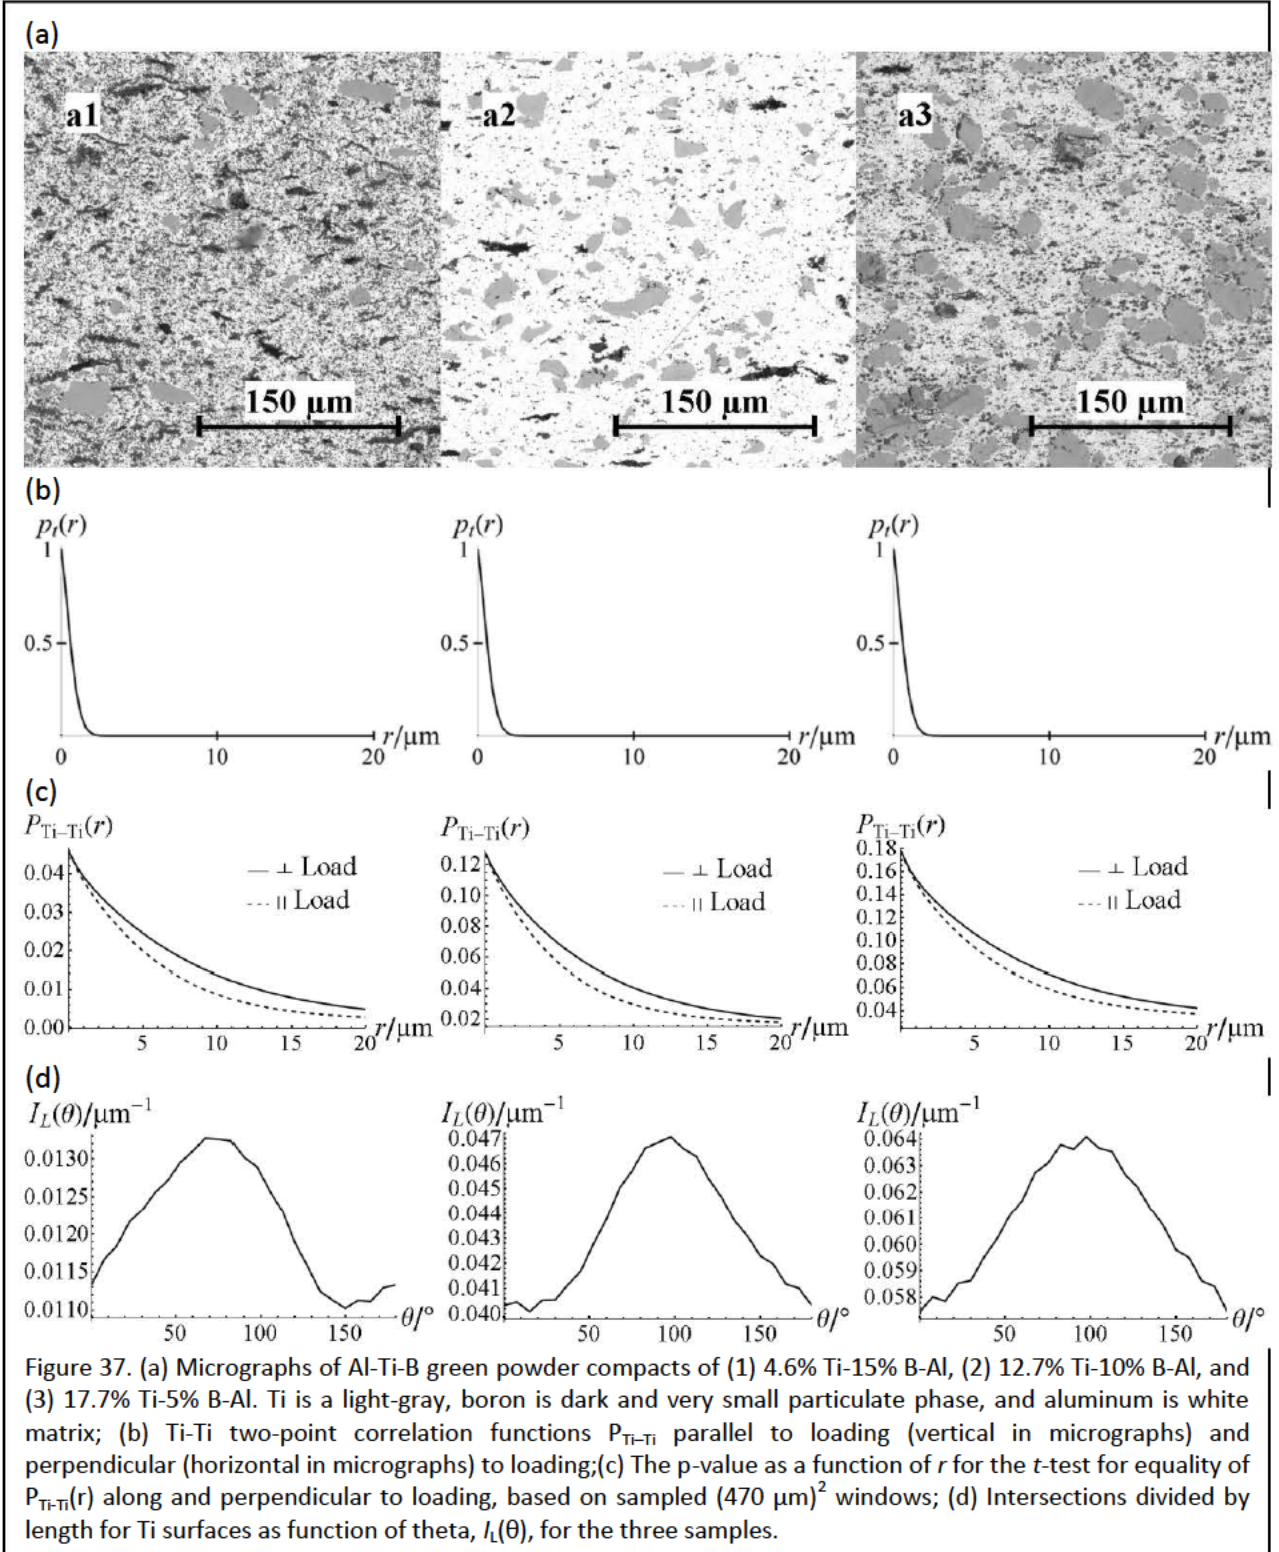 (a)
a1 a2 a3
150 μm 150 μm 150 μm
(b)
p_t(r) p_t(r) p_t(r)
1 1 1
0.5 0.5 0.5
r/μm r/μm r/μm
0 10 20 0 10 20 0 10 20
(c)
P_Ti–Ti(r) P_Ti–Ti(r) P_Ti–Ti(r)
0.04 0.03 0.02 0.01 0.00
⊥ Load
|| Load
5 10 15 20 r/μm
0.12 0.10 0.08 0.06 0.04 0.02
⊥ Load
|| Load
5 10 15 20 r/μm
0.18 0.16 0.14 0.12 0.10 0.08 0.06 0.04
⊥ Load
|| Load
5 10 15 20 r/μm
(d)
I_L(θ)/μm⁻¹ I_L(θ)/μm⁻¹ I_L(θ)/μm⁻¹
0.0130 0.0125 0.0120 0.0115 0.0110
50 100 150 θ/°
0.047 0.046 0.045 0.044 0.043 0.042 0.041 0.040
50 100 150 θ/°
0.064 0.063 0.062 0.061 0.060 0.059 0.058
50 100 150 θ/°
Figure 37. (a) Micrographs of Al-Ti-B green powder compacts of (1) 4.6% Ti-15% B-Al, (2) 12.7% Ti-10% B-Al, and
(3) 17.7% Ti-5% B-Al. Ti is a light-gray, boron is dark and very small particulate phase, and aluminum is white
matrix; (b) Ti-Ti two-point correlation functions P_Ti–Ti parallel to loading (vertical in micrographs) and
perpendicular (horizontal in micrographs) to loading;(c) The p-value as a function of r for the t-test for equality of
P_Ti-Ti(r) along and perpendicular to loading, based on sampled (470 μm)² windows; (d) Intersections divided by
length for Ti surfaces as function of theta, I_L(θ), for the three samples.